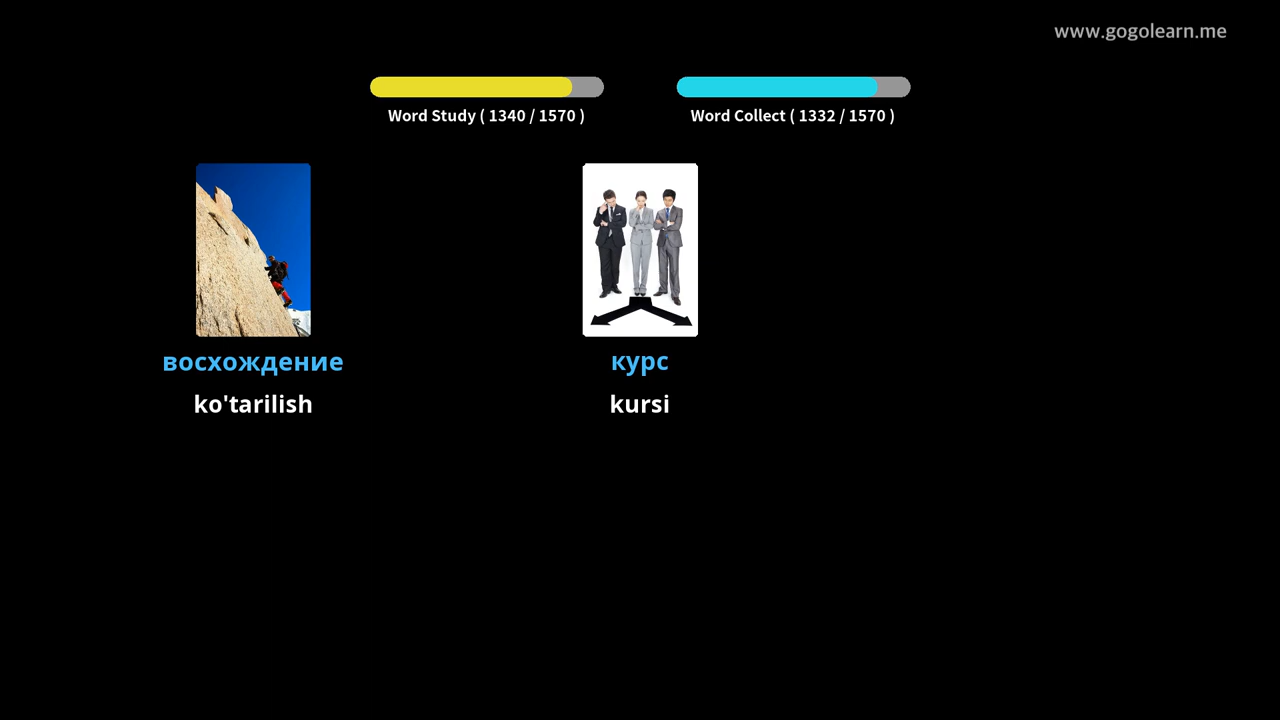 www.gogolearn.me
Word Study ( 1340 / 1570 )
Word Collect ( 1332 / 1570 )
восхождение
курс
ko'tarilish
kursi